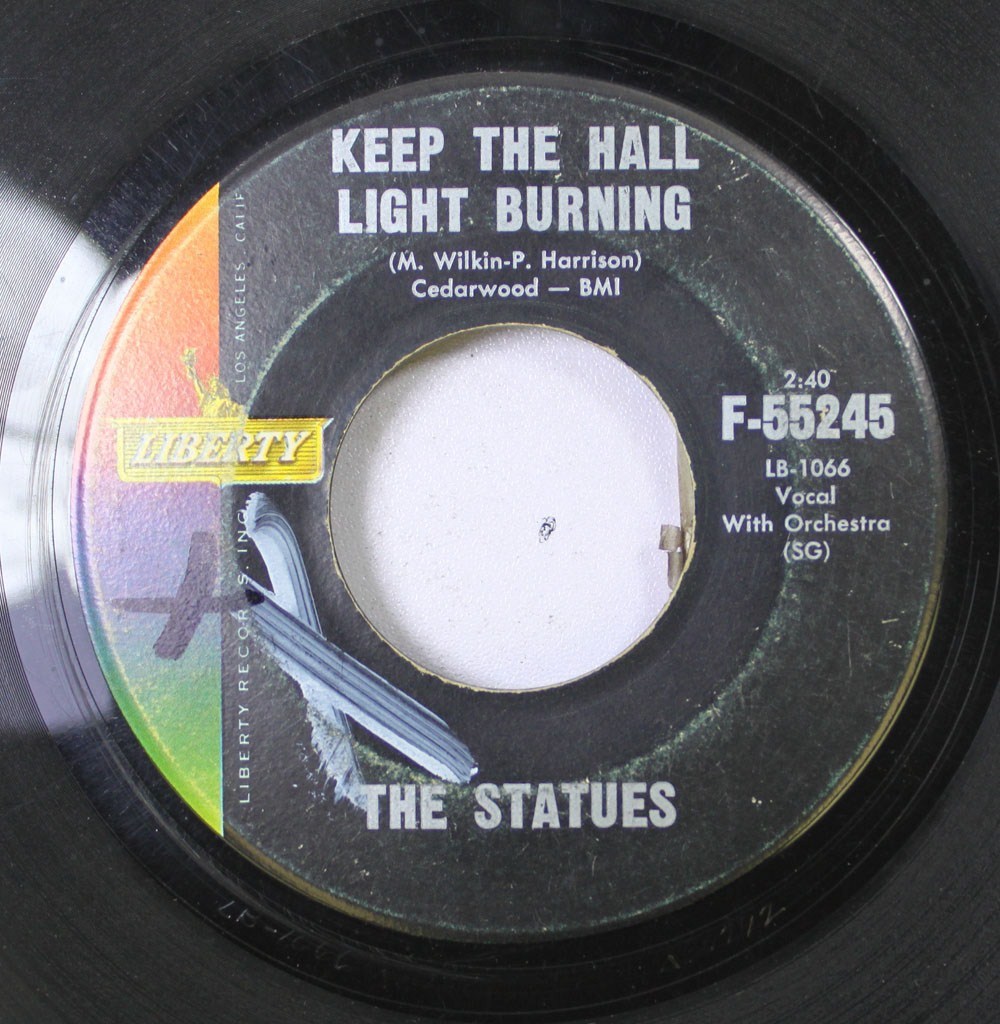 KEEP THE HALL
LIGHT BURNING
(M. Wilkin-P. Harrison)
Cedarwood — BMI
2:40
F-55245
LB-1066
Vocal
With Orchestra
(SG)
LIBERTY
LIBERTY RECORDS, INC.
LOS ANGELES CALIF
THE STATUES